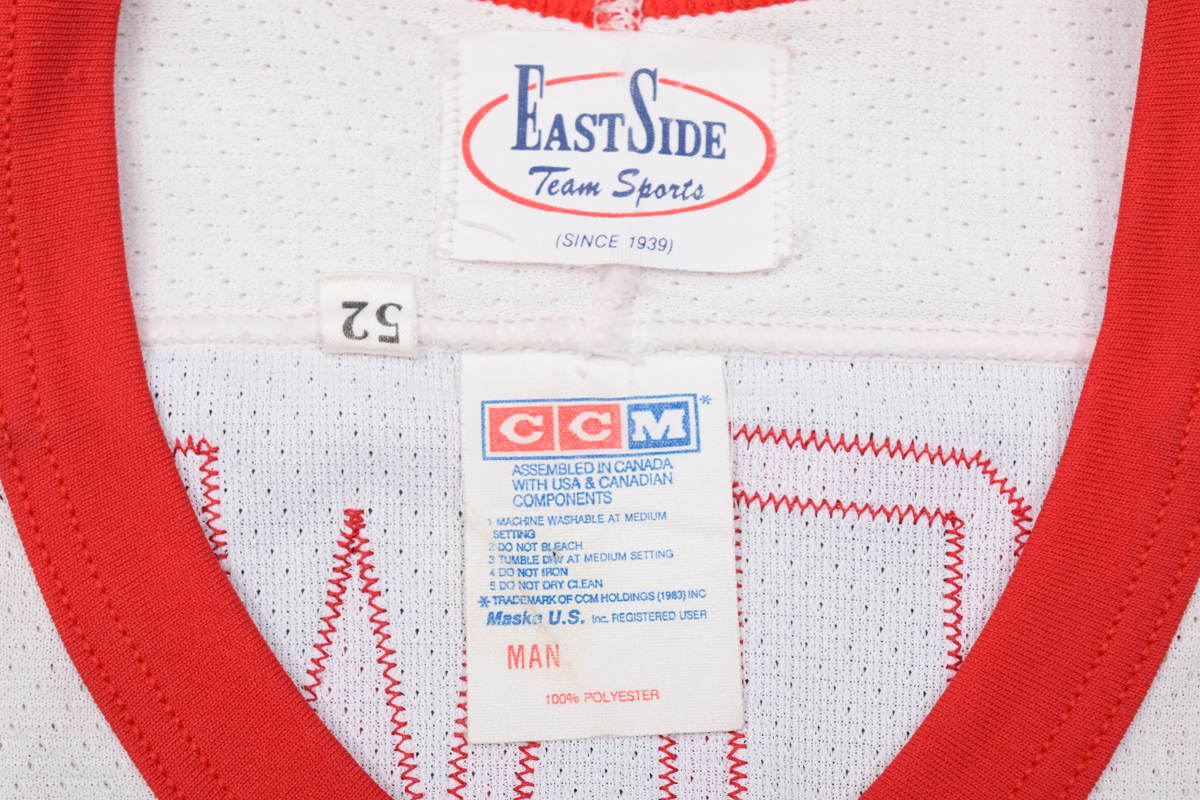 EASTSIDE
Team Sports
(SINCE 1939)
52
CCM*
ASSEMBLED IN CANADA
WITH USA & CANADIAN
COMPONENTS
1 MACHINE WASHABLE AT MEDIUM
SETTING
2 DO NOT BLEACH
3 TUMBLE DRY AT MEDIUM SETTING
4 DO NOT IRON
5 DO NOT DRY CLEAN
* TRADEMARK OF CCM HOLDINGS (1983) INC
Maska U.S. Inc. REGISTERED USER
MAN
100% POLYESTER